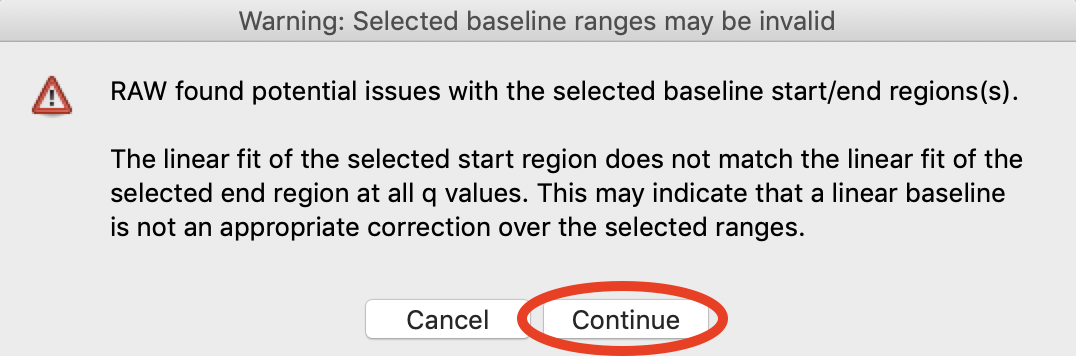 Warning: Selected baseline ranges may be invalid
RAW found potential issues with the selected baseline start/end regions(s).
The linear fit of the selected start region does not match the linear fit of the
selected end region at all q values. This may indicate that a linear baseline
is not an appropriate correction over the selected ranges.
Cancel
Continue